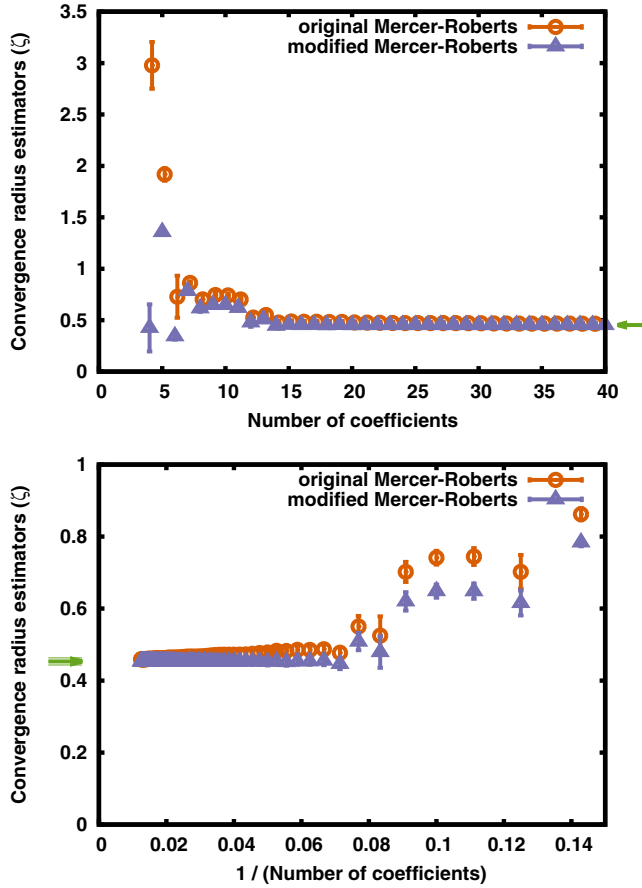 original Mercer-Roberts
modified Mercer-Roberts
Convergence radius estimators (ζ)
3.5
3
2.5
2
1.5
1
0.5
0
0 5 10 15 20 25 30 35 40
Number of coefficients
original Mercer-Roberts
modified Mercer-Roberts
Convergence radius estimators (ζ)
1
0.8
0.6
0.4
0.2
0
0 0.02 0.04 0.06 0.08 0.1 0.12 0.14
1 / (Number of coefficients)